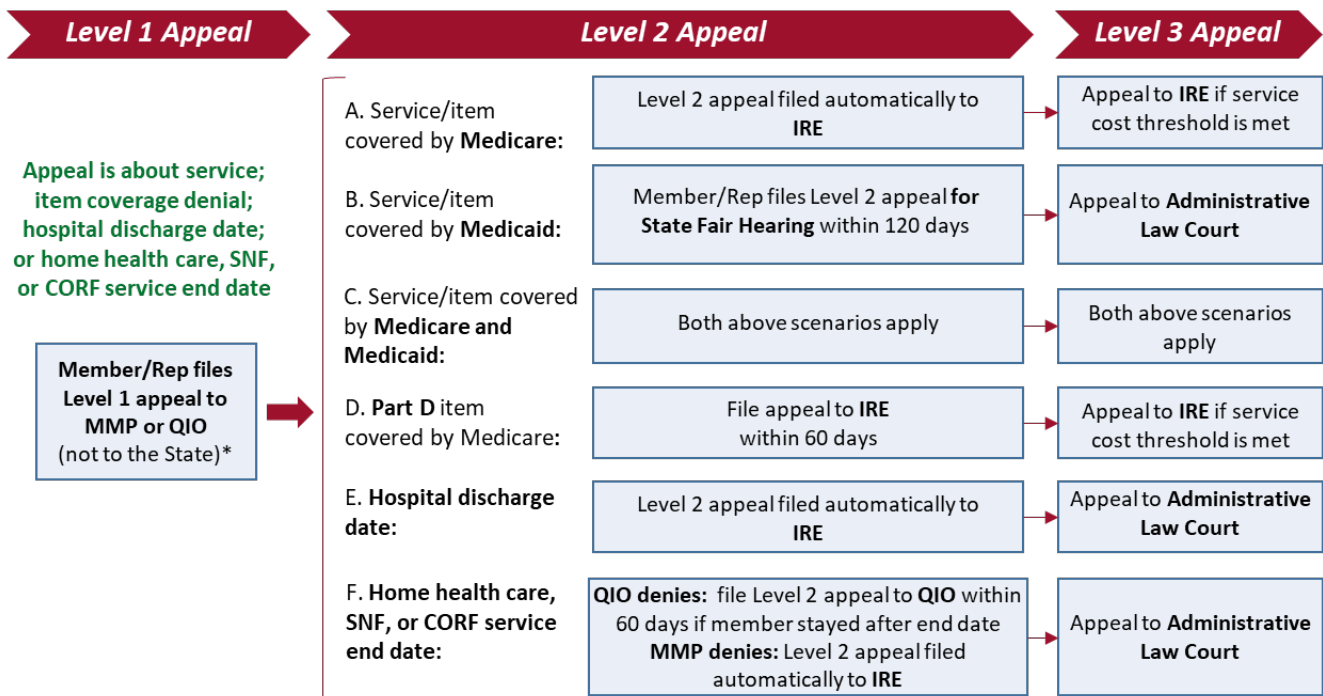 Level 1 Appeal
Level 2 Appeal
Level 3 Appeal
Appeal is about service;
item coverage denial;
hospital discharge date;
or home health care, SNF,
or CORF service end date
Member/Rep files
Level 1 appeal to
MMP or QIO
(not to the State)*
A. Service/item
covered by Medicare:
Level 2 appeal filed automatically to
IRE
Appeal to IRE if service
cost threshold is met
B. Service/item
covered by Medicaid:
Member/Rep files Level 2 appeal for
State Fair Hearing within 120 days
Appeal to Administrative
Law Court
C. Service/item covered
by Medicare and
Medicaid:
Both above scenarios apply
Both above scenarios
apply
D. Part D item
covered by Medicare:
File appeal to IRE
within 60 days
Appeal to IRE if service
cost threshold is met
E. Hospital discharge
date:
Level 2 appeal filed automatically to
IRE
Appeal to Administrative
Law Court
F. Home health care,
SNF, or CORF service
end date:
QIO denies: file Level 2 appeal to QIO within
60 days if member stayed after end date
MMP denies: Level 2 appeal filed
automatically to IRE
Appeal to Administrative
Law Court